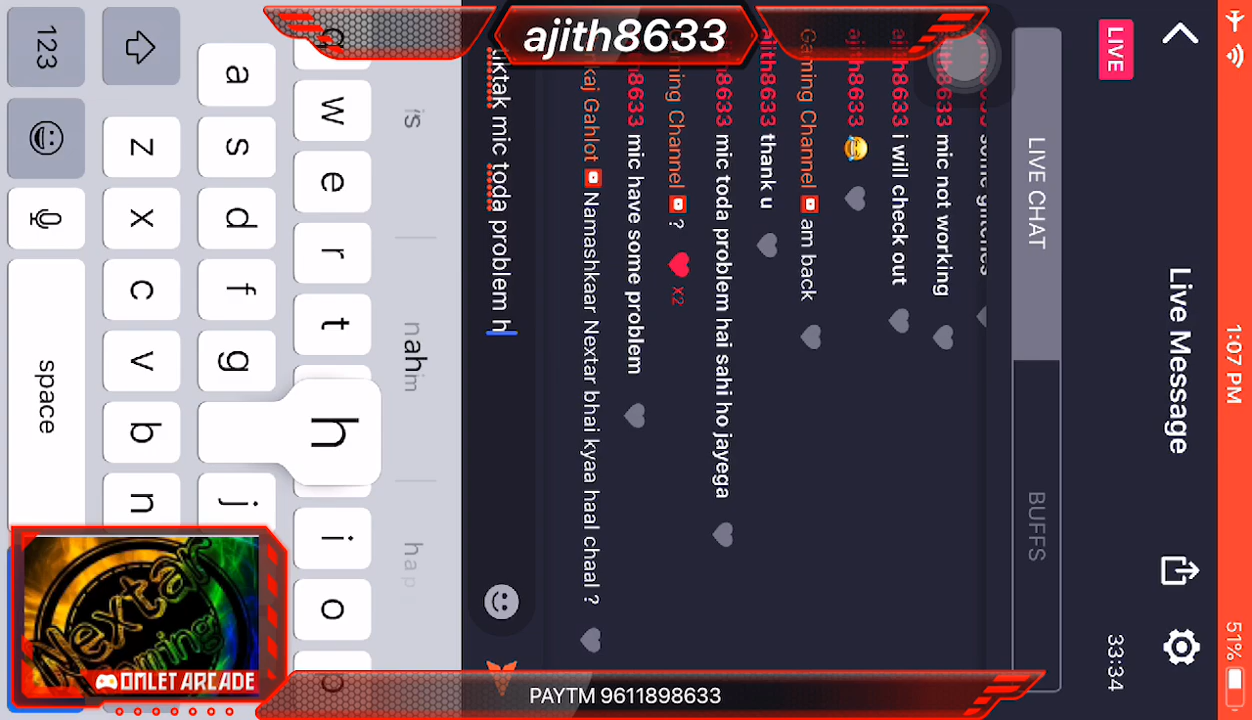 ajith8633
1:07 PM
51%
Live Message
LIVE
33:34
LIVE CHAT
BUFFS
ajith8633 mic not working
ajith8633 i will check out
ajith8633 😂
Gaming Channel am back
ajith8633 thank u
ajith8633 mic toda problem hai sahi ho jayega
Gaming Channel ? X2
mic have some problem
Gahlot Namashkaar Nextar bhai kyaa haal chaal ?
mic toda problem h
is
nahin
hap
w e r t h i o
a s d f g j
z x c v b n
123
space
Nextar
Gaming
OMLET ARCADE
PAYTM 9611898633